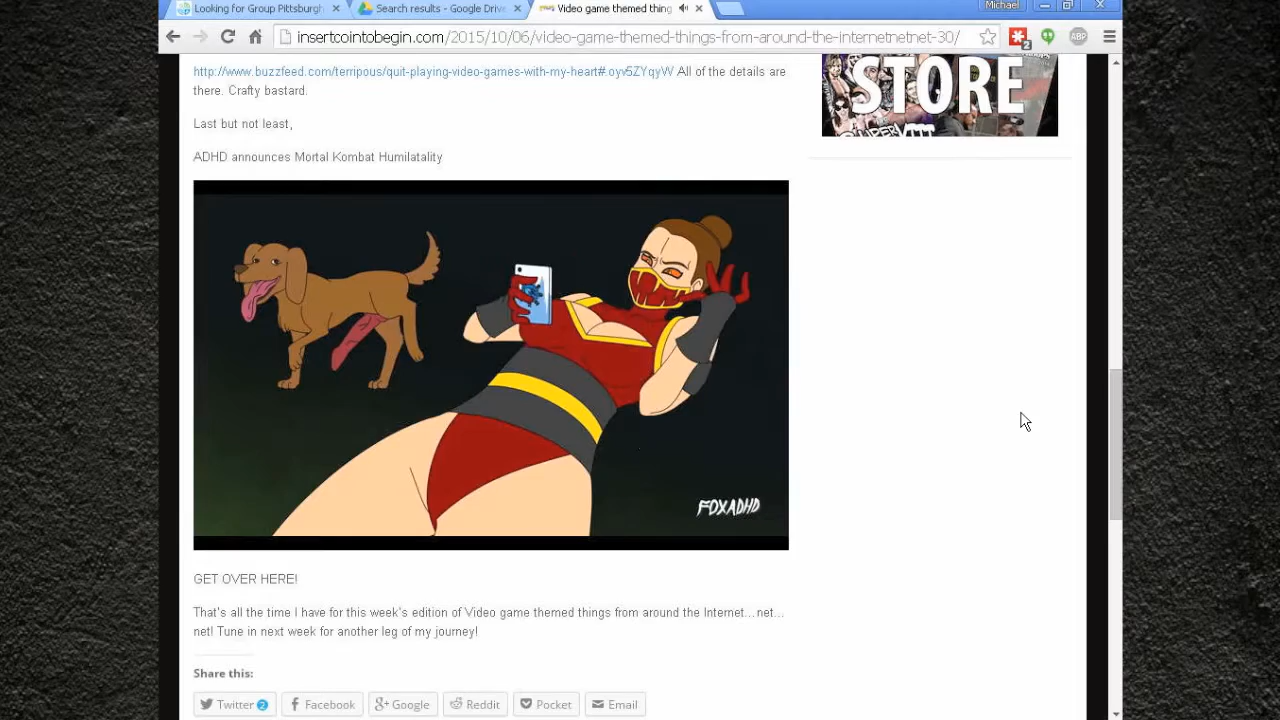 Looking for Group Pittsburgh
Search results - Google Drive
Video game themed thing
Michael
insertcointobegin.com/2015/10/06/video-game-themed-things-from-around-the-internetnetnet-30/
2
ABP
http://www.buzzfeed.com/terripous/quit-playing-video-games-with-my-heart#.oyv5ZYqyW All of the details are
there. Crafty bastard.
STORE
Last but not least,
ADHD announces Mortal Kombat Humilatality
FOXADHD
GET OVER HERE!
That's all the time I have for this week's edition of Video game themed things from around the Internet...net...
net! Tune in next week for another leg of my journey!
Share this:
Twitter 2
Facebook
Google
Reddit
Pocket
Email